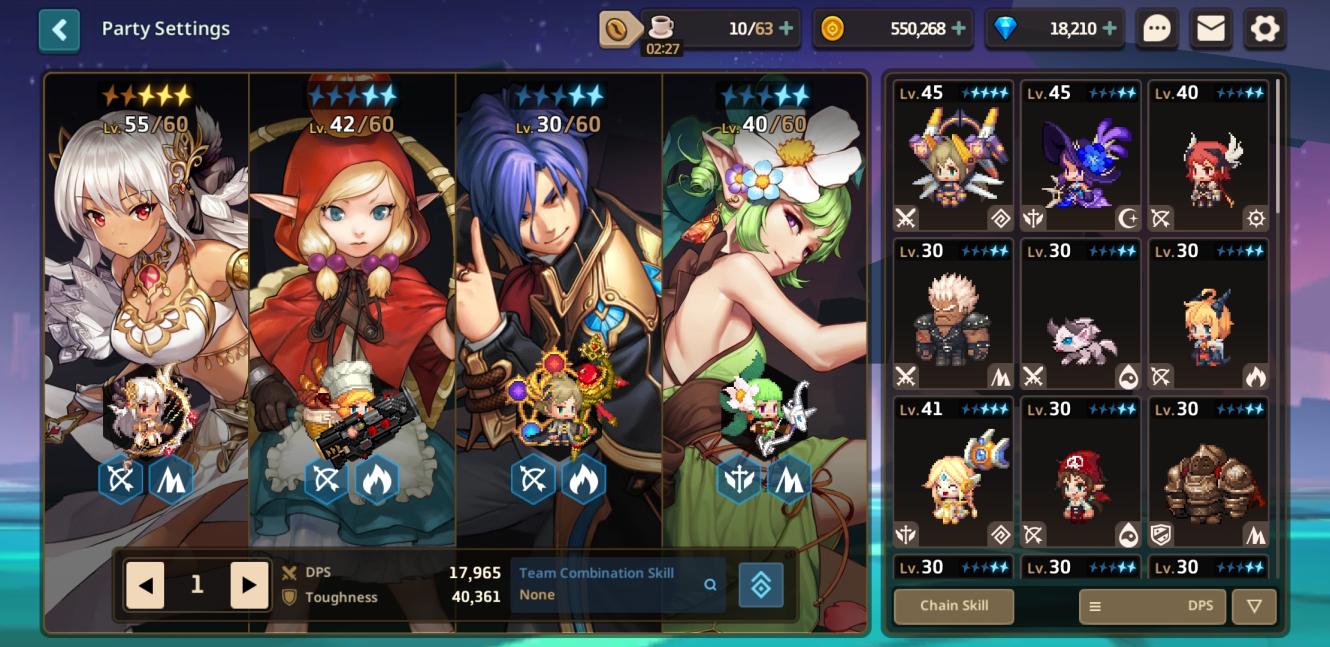 Party Settings
02:27
10/63 +
550,268 +
18,210 +
Lv.55/60
Lv.42/60
Lv.30/60
Lv.40/60
Lv.45
Lv.45
Lv.40
Lv.30
Lv.30
Lv.30
Lv.41
Lv.30
Lv.30
Lv.30
Lv.30
Lv.30
1
DPS 17,965
Toughness 40,361
Team Combination Skill
None
Chain Skill
DPS